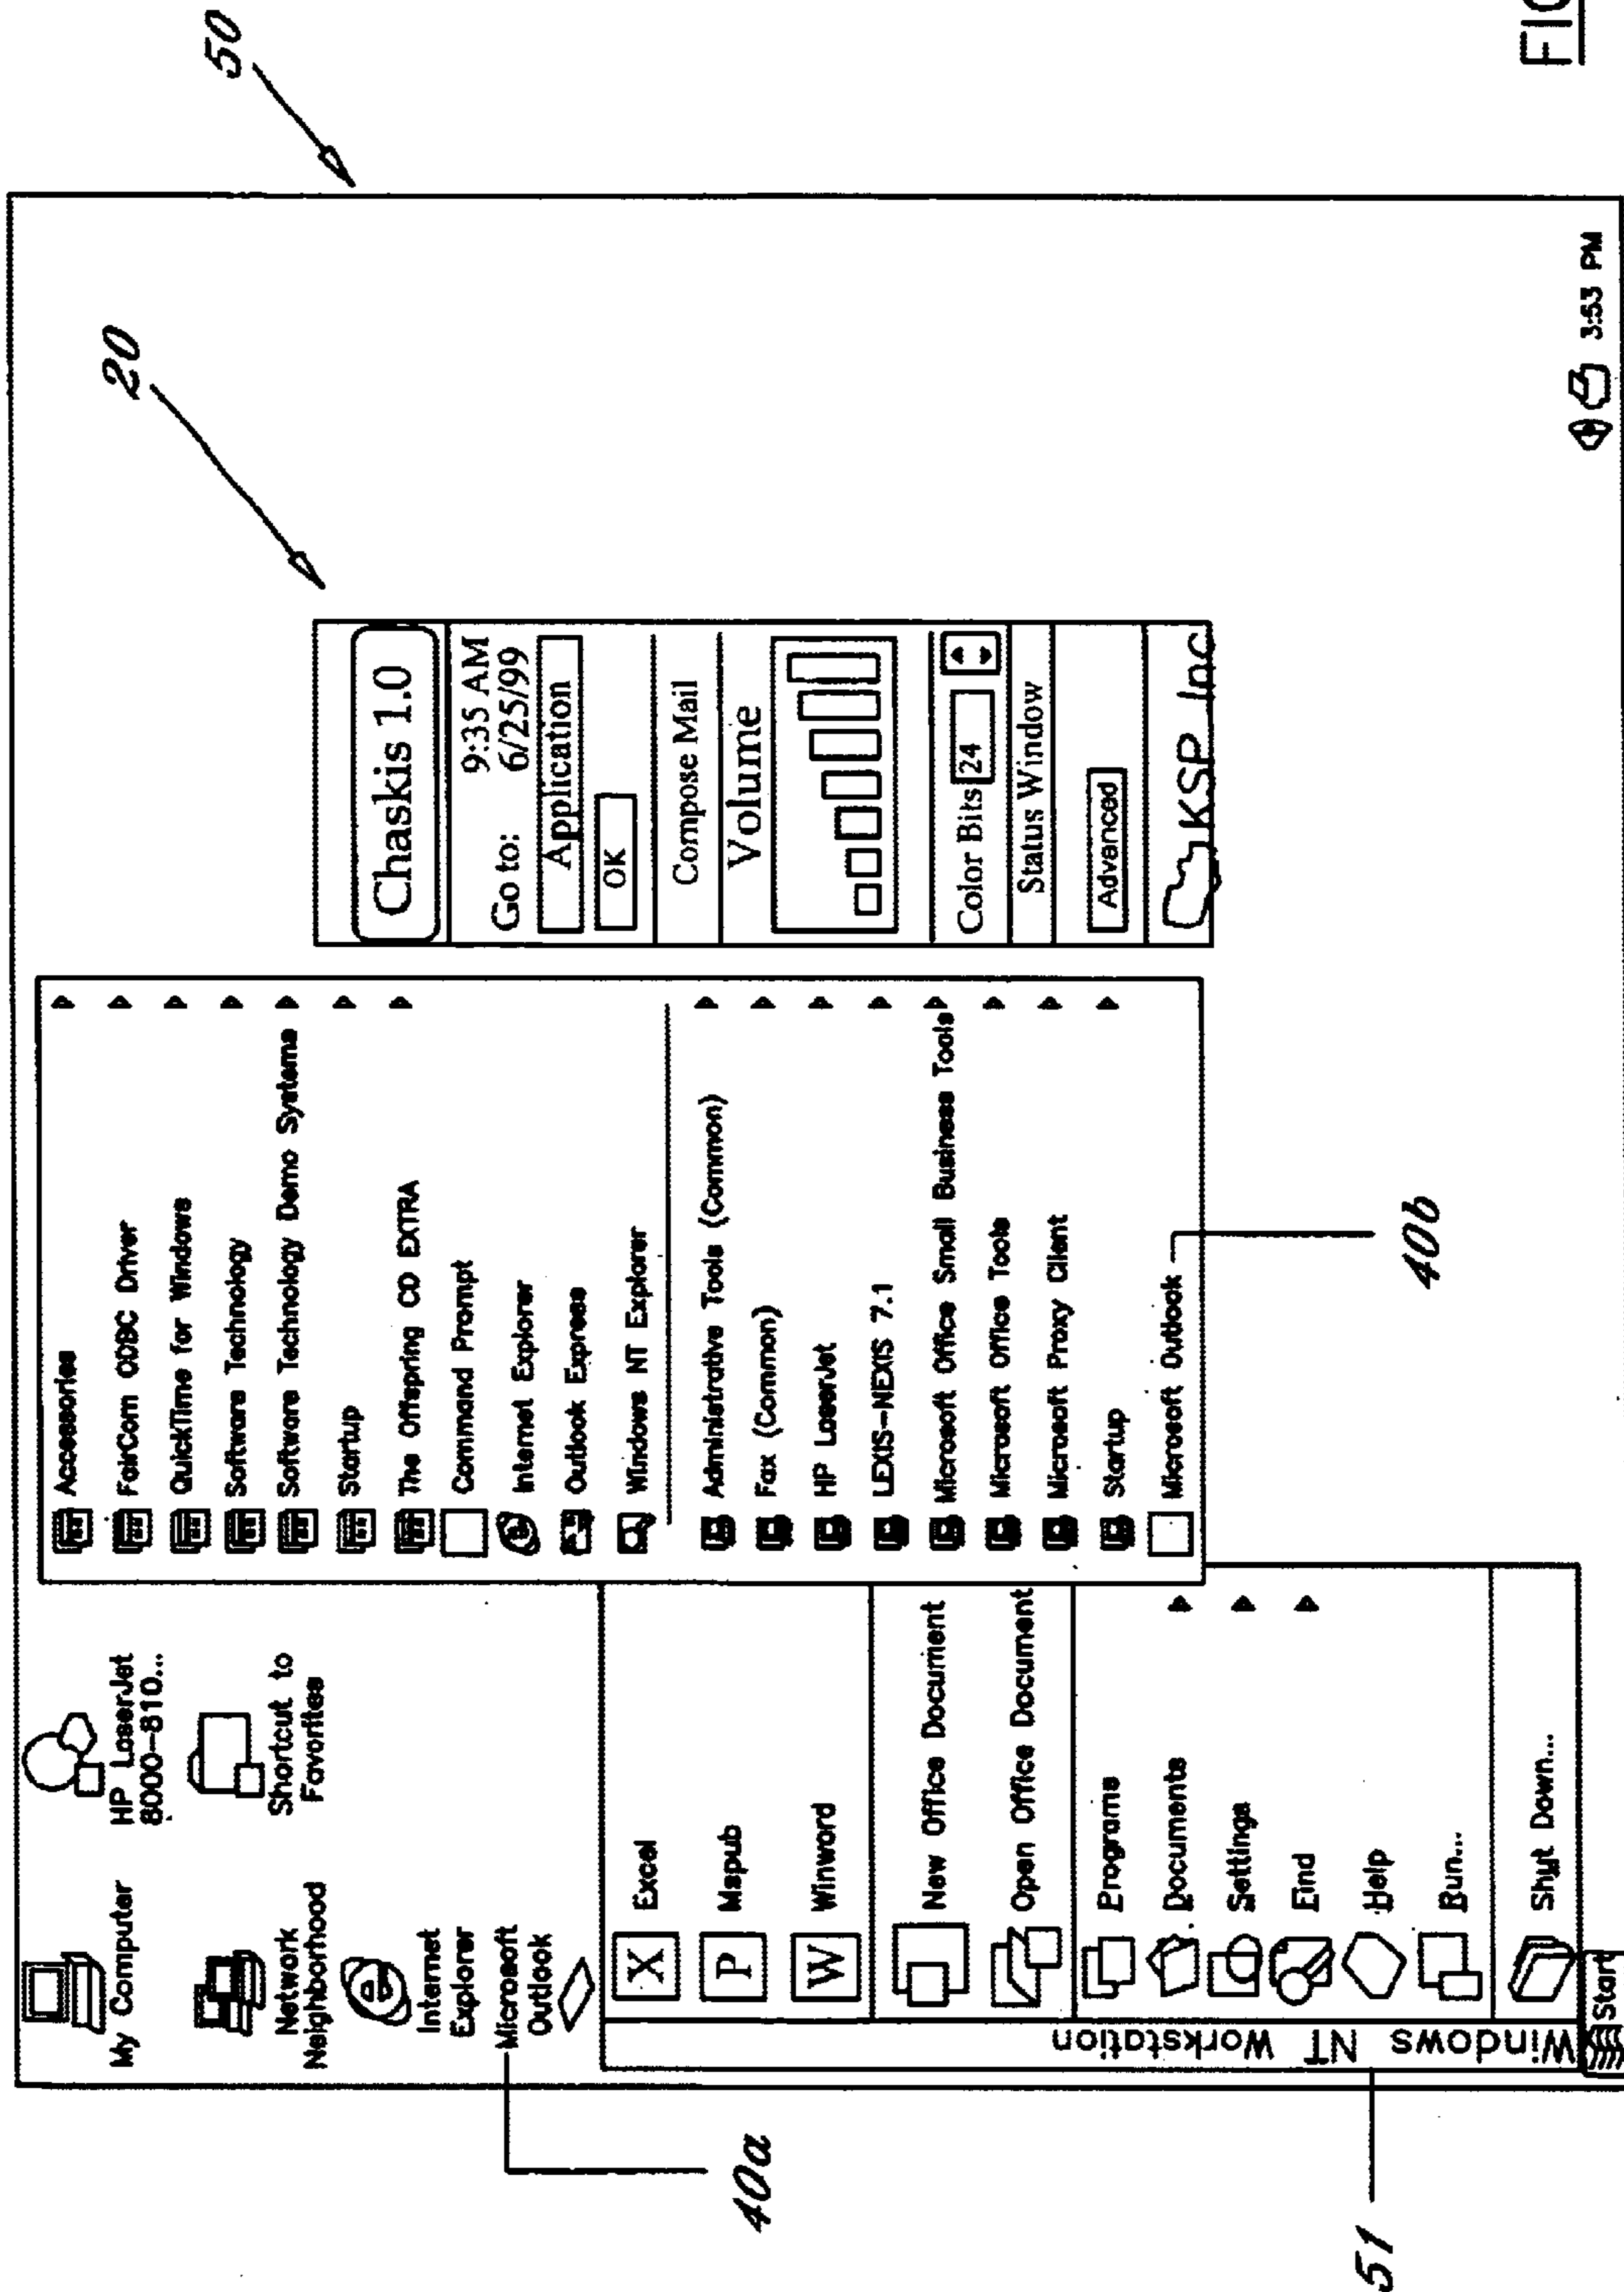 50
20
My Computer
HP LaserJet
8000-810...
Network
Neighborhood
Shortcut to
Favorites
Internet
Explorer
Microsoft
Outlook
40a
Accessories
FairCom ODBC Driver
QuickTime for Windows
Software Technology
Software Technology Demo Systems
Startup
The Offspring CD EXTRA
Command Prompt
Internet Explorer
Outlook Express
Windows NT Explorer
Administrative Tools (Common)
Fax (Common)
HP LaserJet
LEXIS-NEXIS 7.1
Microsoft Office Small Business Tools
Microsoft Office Tools
Microsoft Proxy Client
Startup
Microsoft Outlook
40b
Chaskis 1.0
9:35 AM
Go to: 6/25/99
Application
OK
Compose Mail
Volume
Color Bits 24
Status Window
Advanced
KSP Inc
X Excel
P Mspub
W Winword
New Office Document
Open Office Document
Programs
Documents
Settings
Find
Help
Run...
Shut Down...
Windows NT Workstation
51
Start
3:53 PM